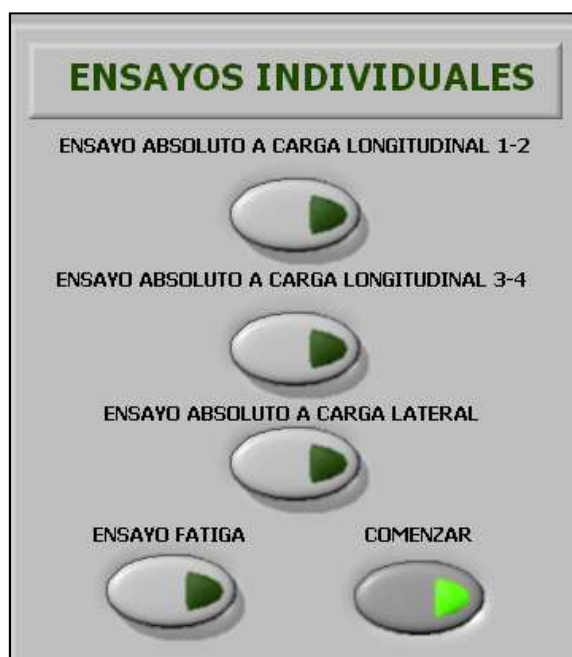 ENSAYOS INDIVIDUALES
ENSAYO ABSOLUTO A CARGA LONGITUDINAL 1-2
ENSAYO ABSOLUTO A CARGA LONGITUDINAL 3-4
ENSAYO ABSOLUTO A CARGA LATERAL
ENSAYO FATIGA
COMENZAR